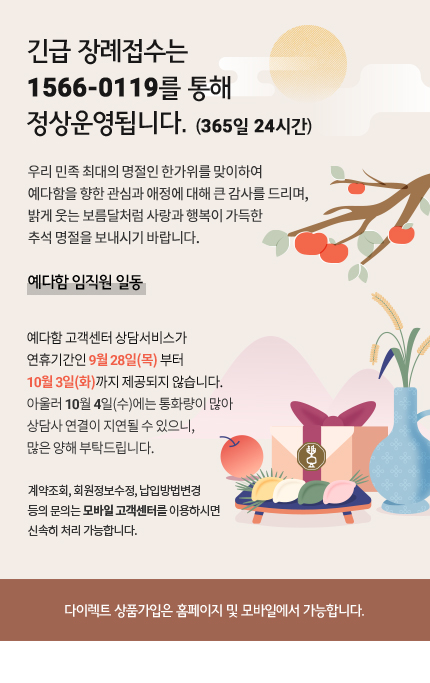 긴급 장례접수는
1566-0119를 통해
정상운영됩니다. (365일 24시간)
우리 민족 최대의 명절인 한가위를 맞이하여
예다함을 향한 관심과 애정에 대해 큰 감사를 드리며,
밝게 웃는 보름달처럼 사랑과 행복이 가득한
추석 명절을 보내시기 바랍니다.
예다함 임직원 일동
예다함 고객센터 상담서비스가
연휴기간인 9월 28일(목) 부터
10월 3일(화)까지 제공되지 않습니다.
아울러 10월 4일(수)에는 통화량이 많아
상담사 연결이 지연될 수 있으니,
많은 양해 부탁드립니다.
계약조회, 회원정보수정, 납입방법변경
등의 문의는 모바일 고객센터를 이용하시면
신속히 처리 가능합니다.
다이렉트 상품가입은 홈페이지 및 모바일에서 가능합니다.